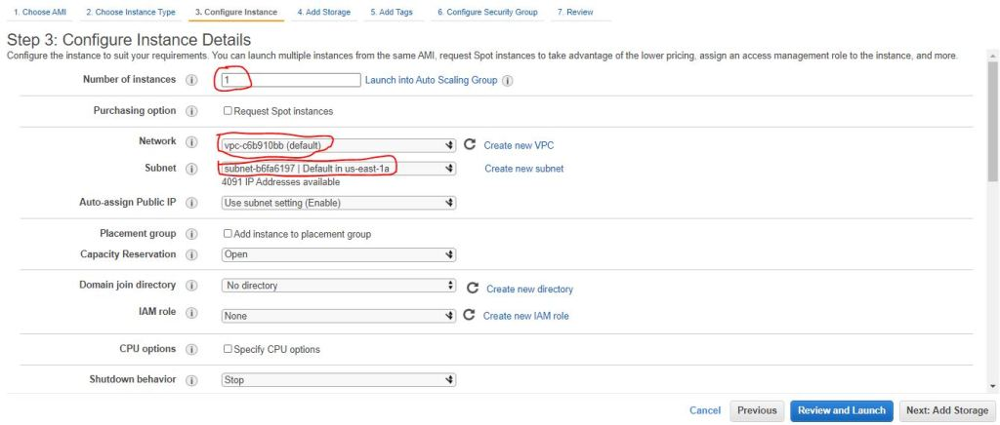 1. Choose AMI 2. Choose Instance Type 3. Configure Instance 4. Add Storage 5. Add Tags 6. Configure Security Group 7. Review
Step 3: Configure Instance Details
Configure the instance to suit your requirements. You can launch multiple instances from the same AMI, request Spot instances to take advantage of the lower pricing, assign an access management role to the instance, and more.
Number of instances 1 Launch into Auto Scaling Group
Purchasing option Request Spot instances
Network vpc-c6b910bb (default) Create new VPC
Subnet subnet-b6fa6197 | Default in us-east-1a Create new subnet
4091 IP Addresses available
Auto-assign Public IP Use subnet setting (Enable)
Placement group Add instance to placement group
Capacity Reservation Open
Domain join directory No directory Create new directory
IAM role None Create new IAM role
CPU options Specify CPU options
Shutdown behavior Stop
Cancel Previous Review and Launch Next: Add Storage